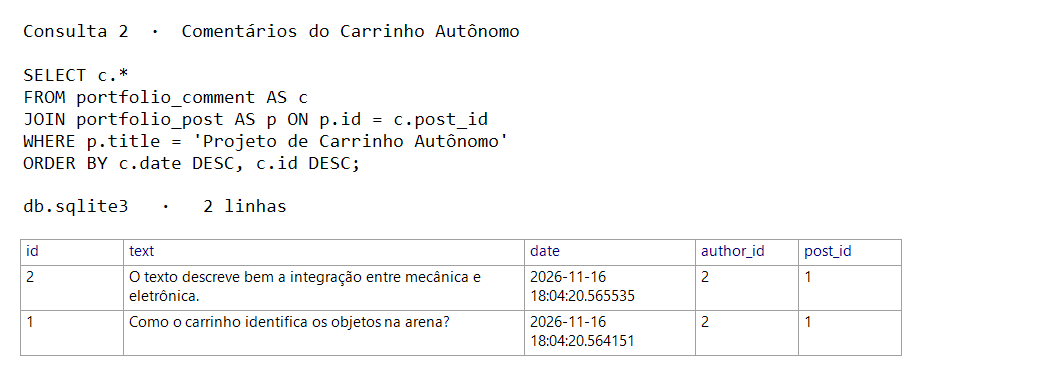 Consulta 2 · Comentários do Carrinho Autônomo
SELECT c.*
FROM portfolio_comment AS c
JOIN portfolio_post AS p ON p.id = c.post_id
WHERE p.title = 'Projeto de Carrinho Autônomo'
ORDER BY c.date DESC, c.id DESC;
db.sqlite3 · 2 linhas
id text date author_id post_id
2 O texto descreve bem a integração entre mecânica e 2026-11-16 2 1
eletrônica. 18:04:20.565535
1 Como o carrinho identifica os objetos na arena? 2026-11-16 2 1
18:04:20.564151